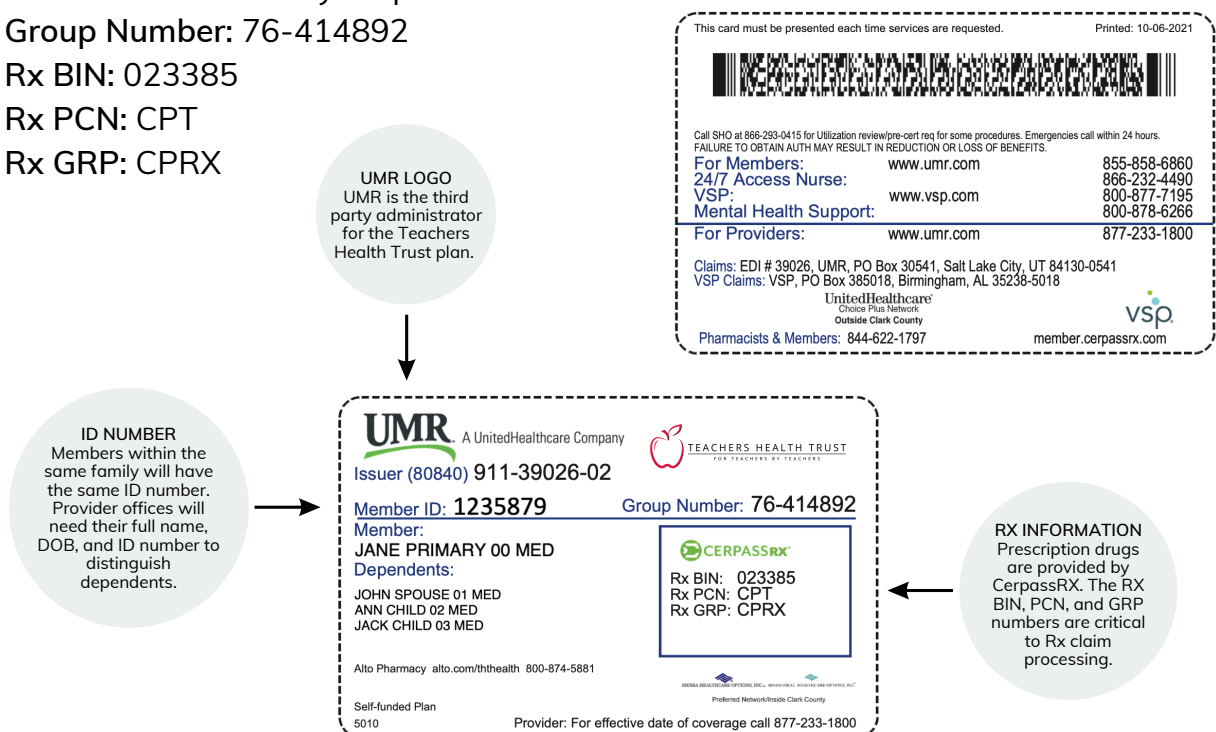 Group Number: 76-414892
Rx BIN: 023385
Rx PCN: CPT
Rx GRP: CPRX
This card must be presented each time services are requested. Printed: 10-06-2021
Call SHO at 866-293-0415 for Utilization review/pre-cert req for some procedures. Emergencies call within 24 hours.
FAILURE TO OBTAIN AUTH MAY RESULT IN REDUCTION OR LOSS OF BENEFITS.
For Members: www.umr.com 855-858-6860
24/7 Access Nurse: 866-232-4490
VSP: www.vsp.com 800-877-7195
Mental Health Support: 800-878-6266
For Providers: www.umr.com 877-233-1800
Claims: EDI # 39026, UMR, PO Box 30541, Salt Lake City, UT 84130-0541
VSP Claims: VSP, PO Box 385018, Birmingham, AL 35238-5018
UnitedHealthcare
Choice Plus Network
Outside Clark County
vsp.
Pharmacists & Members: 844-622-1797 member.cerpassrx.com
UMR LOGO
UMR is the third
party administrator
for the Teachers
Health Trust plan.
ID NUMBER
Members within the
same family will have
the same ID number.
Provider offices will
need their full name,
DOB, and ID number to
distinguish
dependents.
UMR A UnitedHealthcare Company
TEACHERS HEALTH TRUST
FOR TEACHERS BY TEACHERS
Issuer (80840) 911-39026-02
Member ID: 1235879 Group Number: 76-414892
Member:
JANE PRIMARY 00 MED
Dependents:
JOHN SPOUSE 01 MED
ANN CHILD 02 MED
JACK CHILD 03 MED
CERPASSRX
Rx BIN: 023385
Rx PCN: CPT
Rx GRP: CPRX
Alto Pharmacy alto.com/ththealth 800-874-5881
SIERRA HEALTHCARE OPTIONS, INC. BEHAVIORAL HEALTHCARE OPTIONS, INC.
Preferred Network/Inside Clark County
Self-funded Plan
5010 Provider: For effective date of coverage call 877-233-1800
RX INFORMATION
Prescription drugs
are provided by
CerpassRX. The RX
BIN, PCN, and GRP
numbers are critical
to Rx claim
processing.